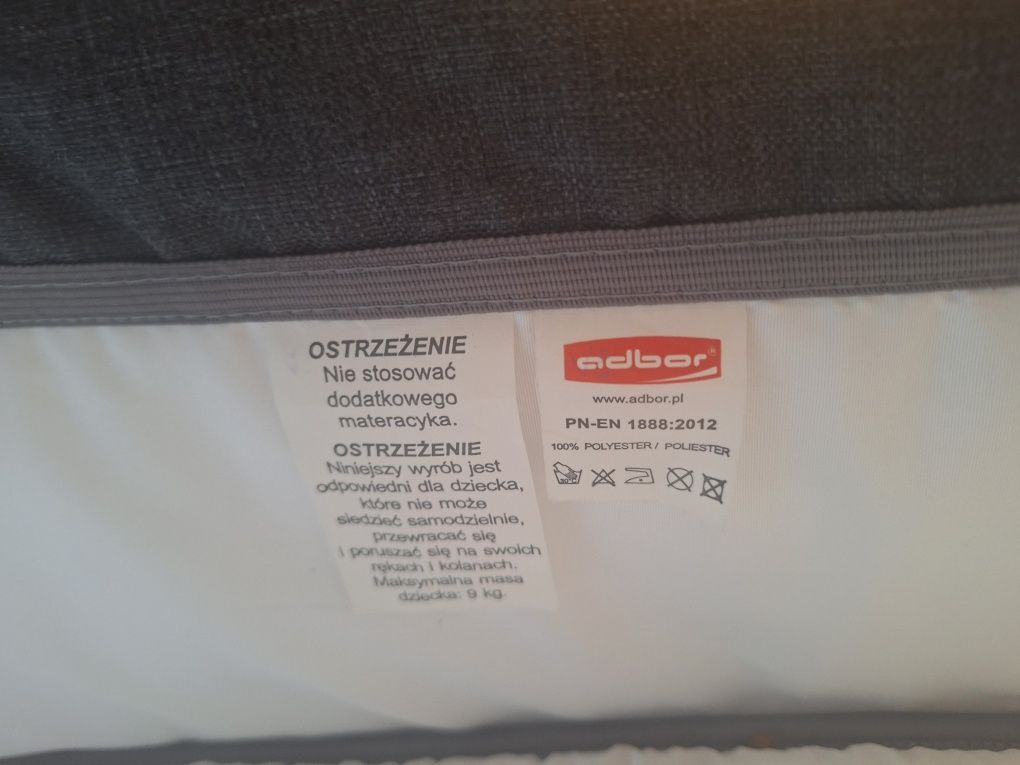 OSTRZEŻENIE
Nie stosować
dodatkowego
materacyka.
OSTRZEŻENIE
Niniejszy wyrób jest
odpowiedni dla dziecka,
które nie może
siedzieć samodzielnie,
przewracać się
i poruszać się na swoich
rękach i kolanach.
Maksymalna masa
dziecka: 9 kg.
adbor®
www.adbor.pl
PN-EN 1888:2012
100% POLYESTER / POLIESTER
30°C